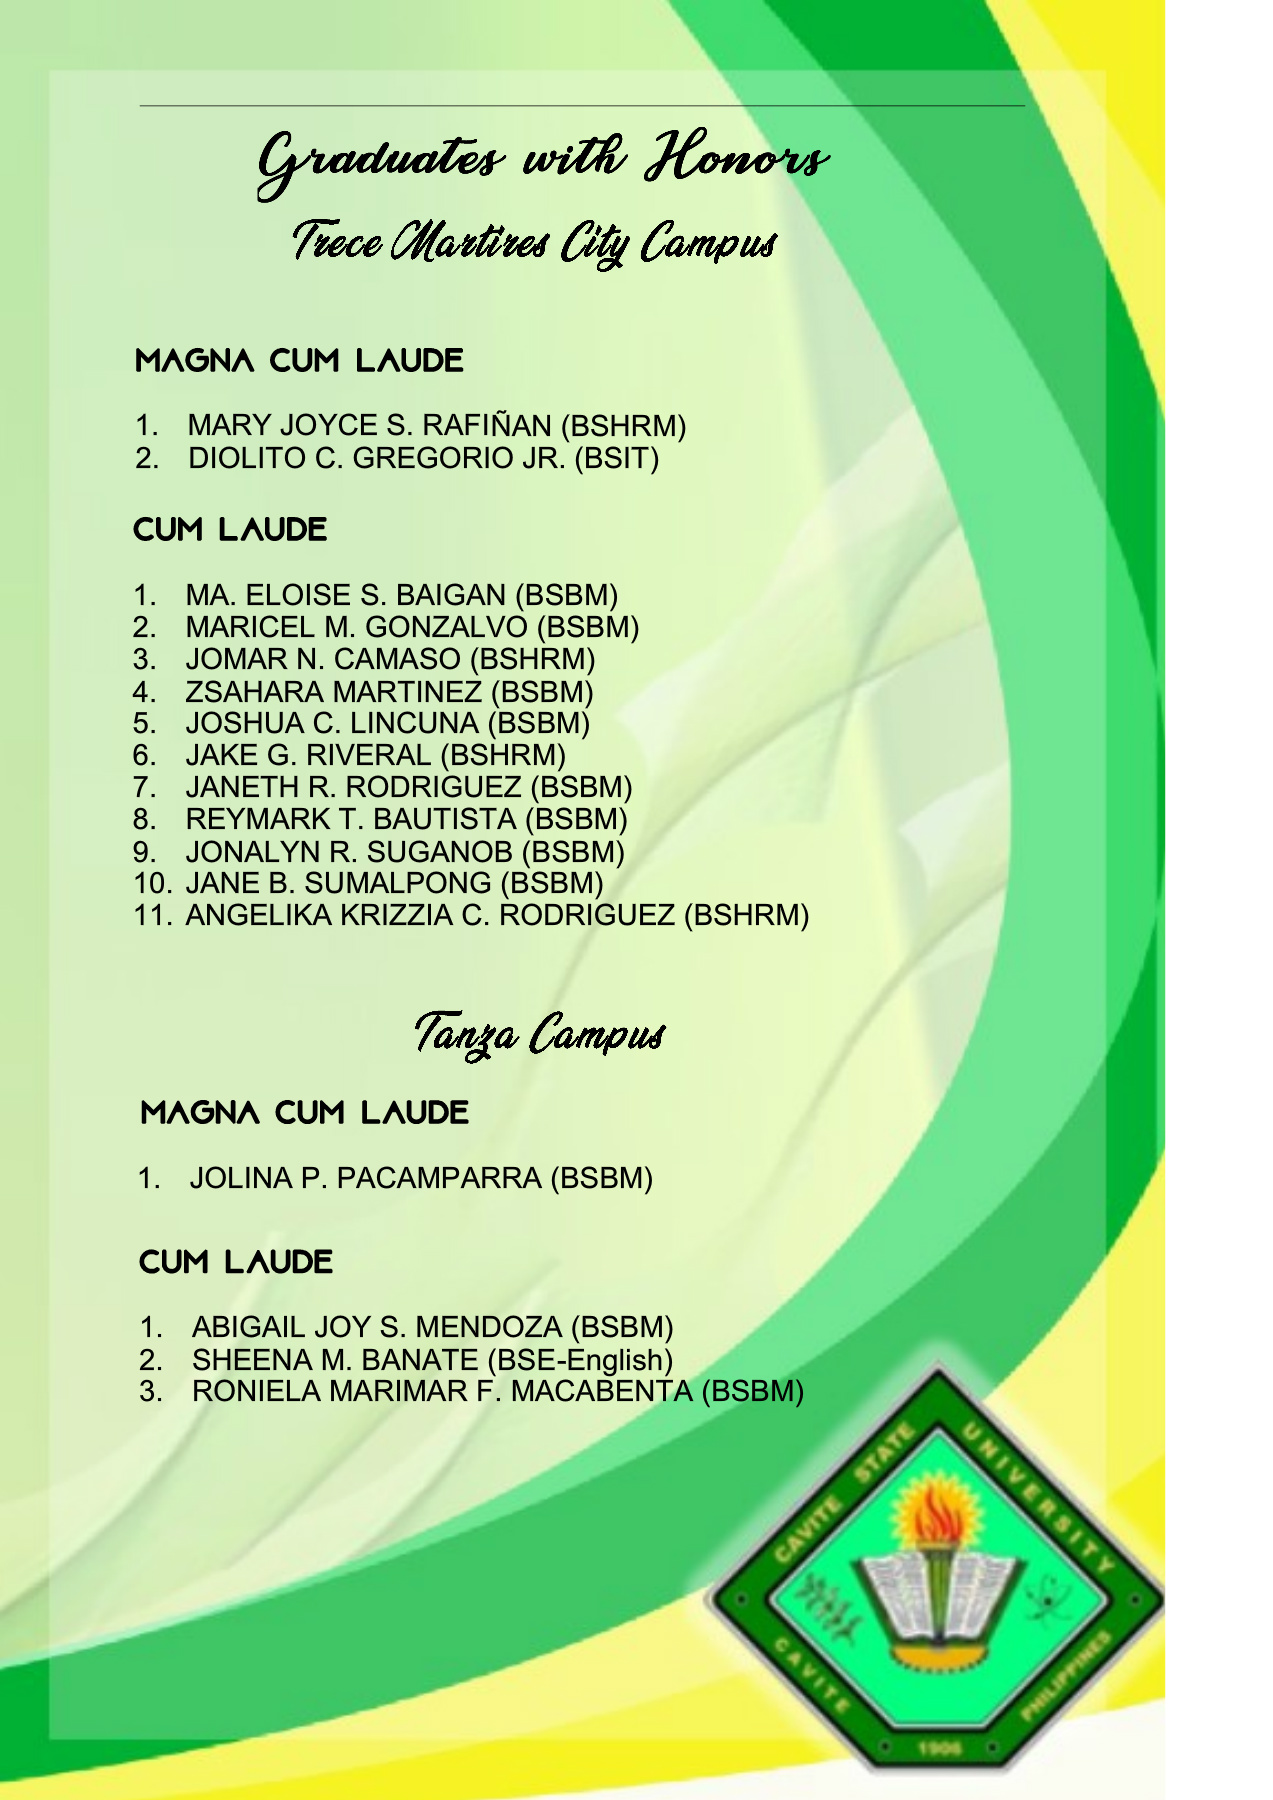 Graduates with Honors
Trece Martires City Campus
MAGNA CUM LAUDE
1. MARY JOYCE S. RAFIÑAN (BSHRM)
2. DIOLITO C. GREGORIO JR. (BSIT)
CUM LAUDE
1. MA. ELOISE S. BAIGAN (BSBM)
2. MARICEL M. GONZALVO (BSBM)
3. JOMAR N. CAMASO (BSHRM)
4. ZSAHARA MARTINEZ (BSBM)
5. JOSHUA C. LINCUNA (BSBM)
6. JAKE G. RIVERAL (BSHRM)
7. JANETH R. RODRIGUEZ (BSBM)
8. REYMARK T. BAUTISTA (BSBM)
9. JONALYN R. SUGANOB (BSBM)
10. JANE B. SUMALPONG (BSBM)
11. ANGELIKA KRIZZIA C. RODRIGUEZ (BSHRM)
Tanza Campus
MAGNA CUM LAUDE
1. JOLINA P. PACAMPARRA (BSBM)
CUM LAUDE
1. ABIGAIL JOY S. MENDOZA (BSBM)
2. SHEENA M. BANATE (BSE-English)
3. RONIELA MARIMAR F. MACABENTA (BSBM)
CAVITE STATE UNIVERSITY
CAVITE
PHILIPPINES
1906